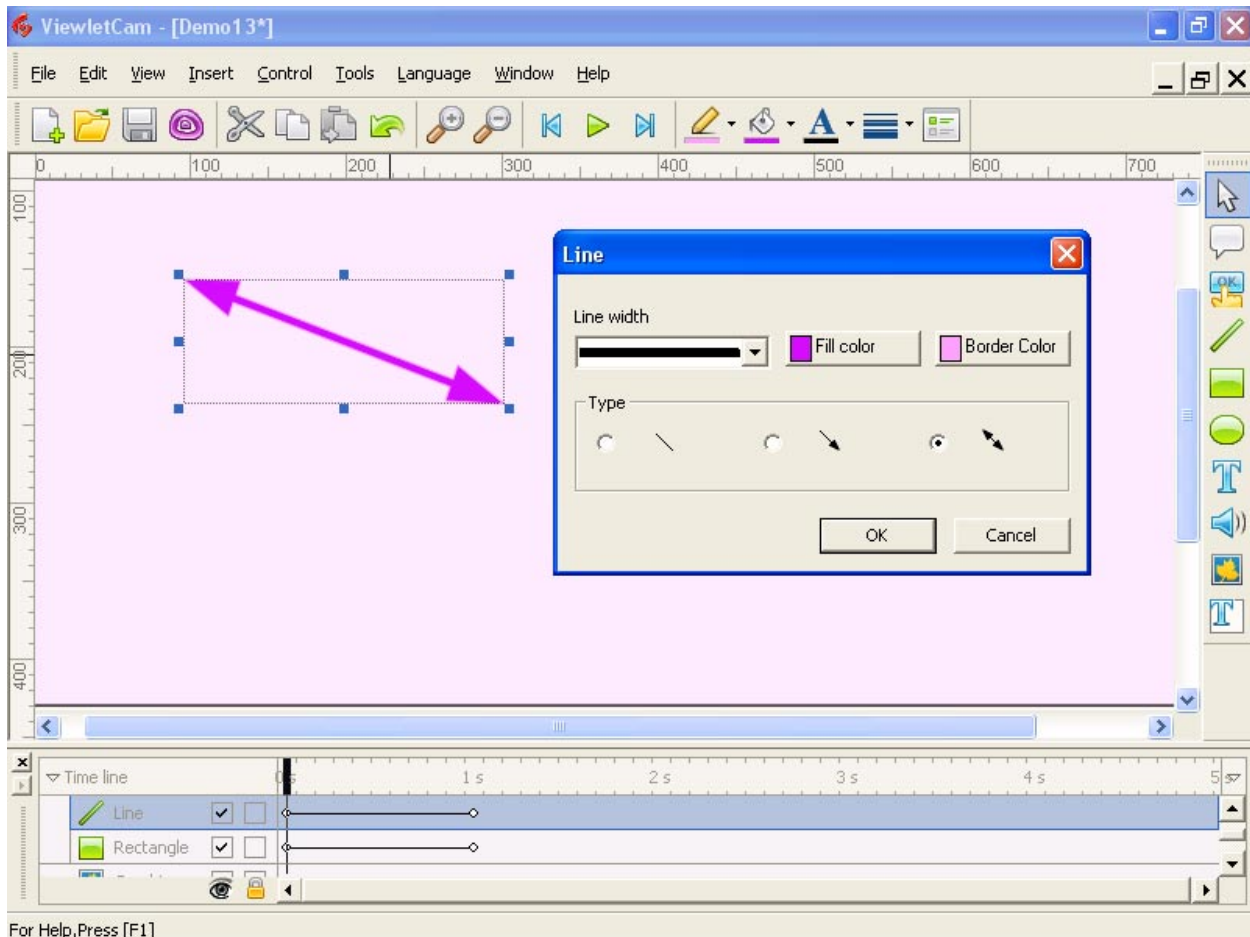 ViewletCam - [Demo13*]
File Edit View Insert Control Tools Language Window Help
A
0 100 200 300 400 500 600 700
100
200
300
400
OK
T
T
Line
Line width
Fill color
Border Color
Type
OK
Cancel
Time line
0 s 1 s 2 s 3 s 4 s 5
Line
Rectangle
For Help,Press [F1]